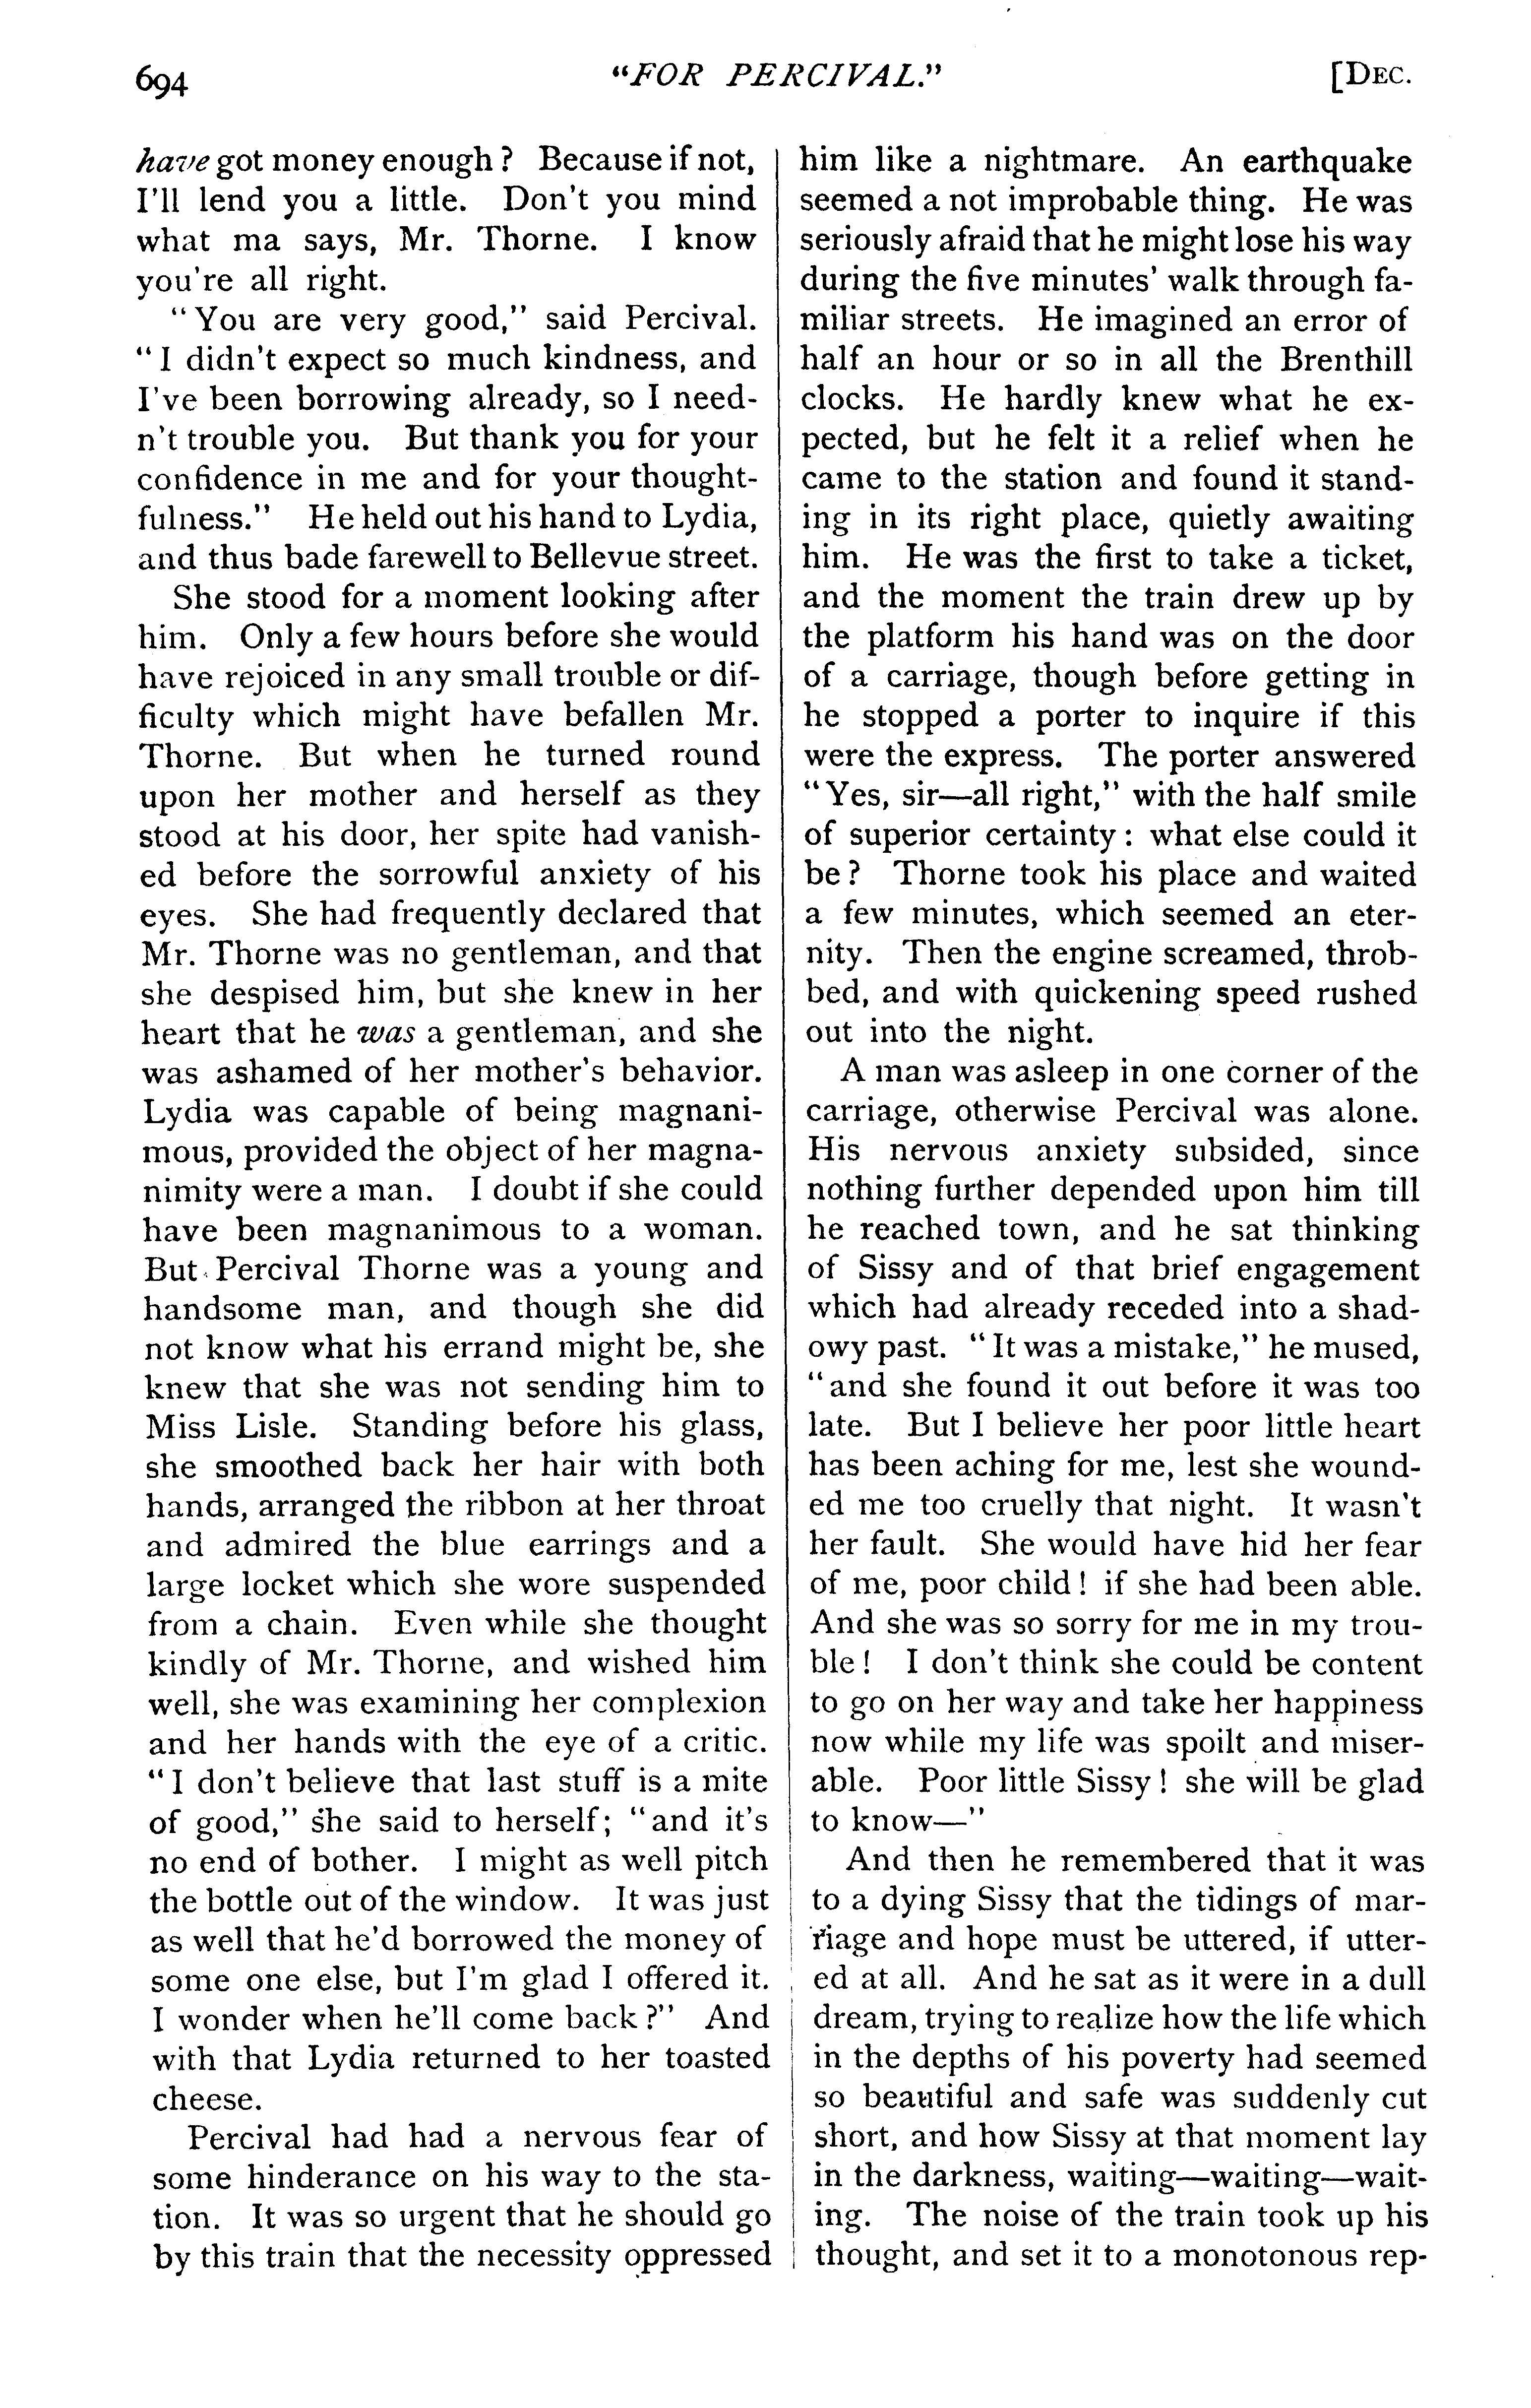 694
"FOR PERCIVAL."
[DEC.
have got money enough? Because if not,
I'll lend you a little. Don't you mind
what ma says, Mr. Thorne. I know
you're all right.
"You are very good," said Percival.
"I didn't expect so much kindness, and
I've been borrowing already, so I need-
n't trouble you. But thank you for your
confidence in me and for your thought-
fulness." He held out his hand to Lydia,
and thus bade farewell to Bellevue street.
She stood for a moment looking after
him. Only a few hours before she would
have rejoiced in any small trouble or dif-
ficulty which might have befallen Mr.
Thorne. But when he turned round
upon her mother and herself as they
stood at his door, her spite had vanish-
ed before the sorrowful anxiety of his
eyes. She had frequently declared that
Mr. Thorne was no gentleman, and that
she despised him, but she knew in her
heart that he was a gentleman, and she
was ashamed of her mother's behavior.
Lydia was capable of being magnani-
mous, provided the object of her magna-
nimity were a man. I doubt if she could
have been magnanimous to a woman.
But Percival Thorne was a young and
handsome man, and though she did
not know what his errand might be, she
knew that she was not sending him to
Miss Lisle. Standing before his glass,
she smoothed back her hair with both
hands, arranged the ribbon at her throat
and admired the blue earrings and a
large locket which she wore suspended
from a chain. Even while she thought
kindly of Mr. Thorne, and wished him
well, she was examining her complexion
and her hands with the eye of a critic.
"I don't believe that last stuff is a mite
of good," she said to herself; "and it's
no end of bother. I might as well pitch
the bottle out of the window. It was just
as well that he'd borrowed the money of
some one else, but I'm glad I offered it.
I wonder when he'll come back?" And
with that Lydia returned to her toasted
cheese.
Percival had had a nervous fear of
some hinderance on his way to the sta-
tion. It was so urgent that he should go
by this train that the necessity oppressed
him like a nightmare. An earthquake
seemed a not improbable thing. He was
seriously afraid that he might lose his way
during the five minutes' walk through fa-
miliar streets. He imagined an error of
half an hour or so in all the Brenthill
clocks. He hardly knew what he ex-
pected, but he felt it a relief when he
came to the station and found it stand-
ing in its right place, quietly awaiting
him. He was the first to take a ticket,
and the moment the train drew up by
the platform his hand was on the door
of a carriage, though before getting in
he stopped a porter to inquire if this
were the express. The porter answered
"Yes, sir—all right," with the half smile
of superior certainty: what else could it
be? Thorne took his place and waited
a few minutes, which seemed an eter-
nity. Then the engine screamed, throb-
bed, and with quickening speed rushed
out into the night.
A man was asleep in one corner of the
carriage, otherwise Percival was alone.
His nervous anxiety subsided, since
nothing further depended upon him till
he reached town, and he sat thinking
of Sissy and of that brief engagement
which had already receded into a shad-
owy past. "It was a mistake," he mused,
"and she found it out before it was too
late. But I believe her poor little heart
has been aching for me, lest she wound-
ed me too cruelly that night. It wasn't
her fault. She would have hid her fear
of me, poor child! if she had been able.
And she was so sorry for me in my trou-
ble! I don't think she could be content
to go on her way and take her happiness
now while my life was spoilt and miser-
able. Poor little Sissy! she will be glad
to know—"
And then he remembered that it was
to a dying Sissy that the tidings of mar-
riage and hope must be uttered, if utter-
ed at all. And he sat as it were in a dull
dream, trying to realize how the life which
in the depths of his poverty had seemed
so beautiful and safe was suddenly cut
short, and how Sissy at that moment lay
in the darkness, waiting—waiting—wait-
ing. The noise of the train took up his
thought, and set it to a monotonous rep-